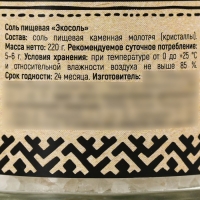 Соль пищевая «Экосоль»
Состав: соль пищевая каменная молотая (кристаллы).
Масса нетто: 220 г. Рекомендуемое суточное потребление:
5-6 г. Условия хранения: при температуре от 0 до +25 °С
и относительной влажности воздуха не выше 85 %.
Срок годности: 24 месяца. Изготовитель: